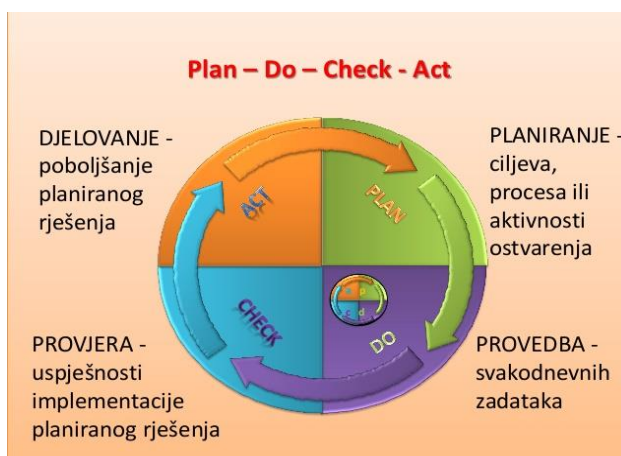 Plan – Do – Check - Act
DJELOVANJE -
poboljšanje
planiranog
rješenja
PLANIRANJE -
ciljeva,
procesa ili
aktivnosti
ostvarenja
ACT
PLAN
CHECK
DO
PROVJERA -
uspješnosti
implementacije
planiranog rješenja
PROVEDBA -
svakodnevnih
zadataka